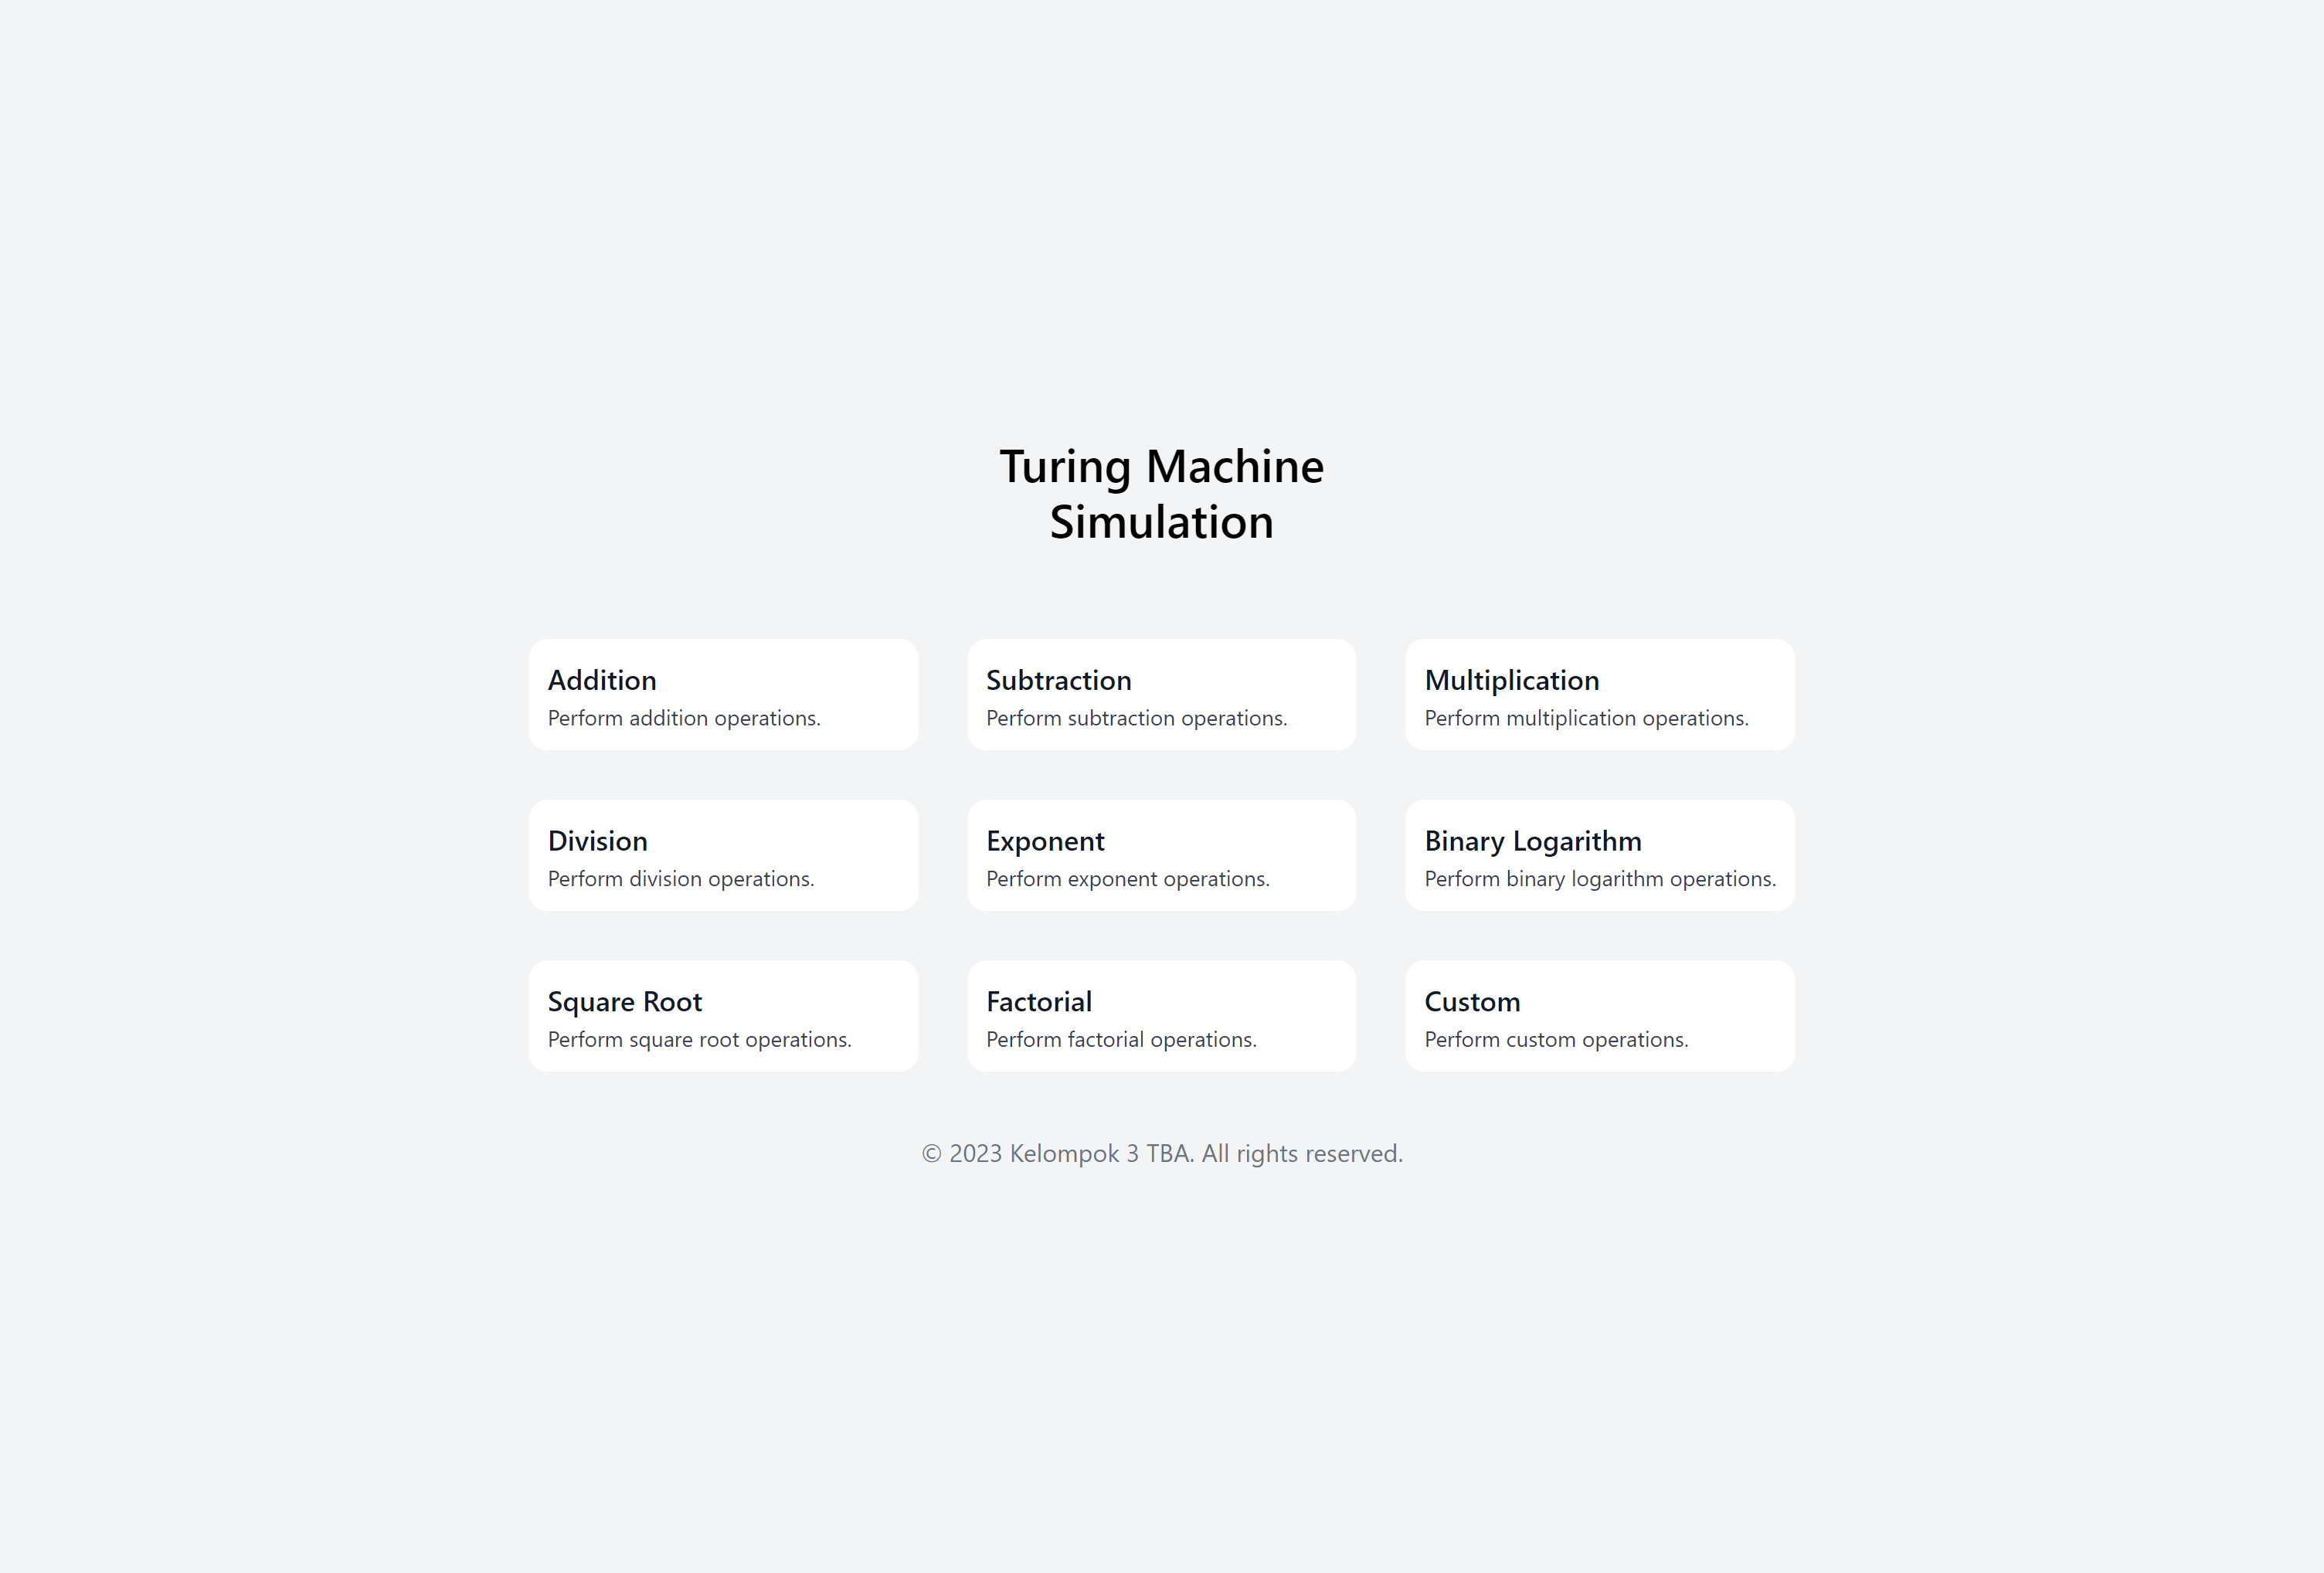 Turing Machine
Simulation
Addition
Perform addition operations.
Subtraction
Perform subtraction operations.
Multiplication
Perform multiplication operations.
Division
Perform division operations.
Exponent
Perform exponent operations.
Binary Logarithm
Perform binary logarithm operations.
Square Root
Perform square root operations.
Factorial
Perform factorial operations.
Custom
Perform custom operations.
© 2023 Kelompok 3 TBA. All rights reserved.